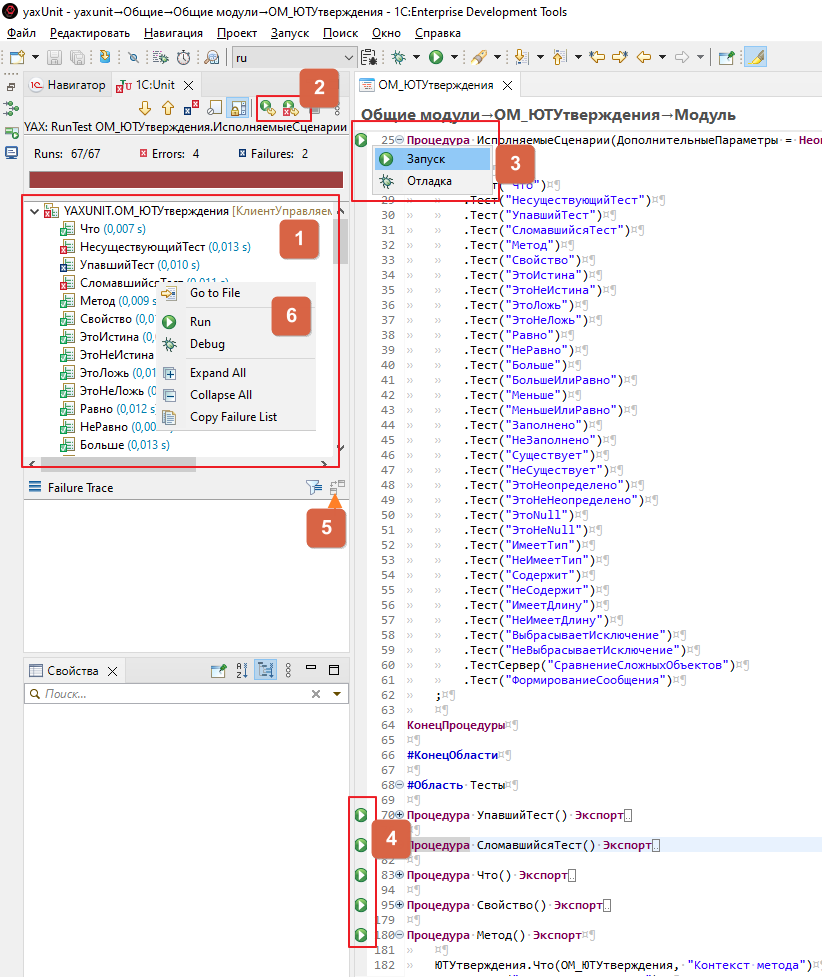 yaxUnit - yaxunit→Общие→Общие модули→ОМ_ЮТУтверждения - 1C:Enterprise Development Tools
Файл Редактировать Навигация Проект Запуск Поиск Окно Справка
ru
Навигатор
1C:Unit
2
YAX: RunTest ОМ_ЮТУтверждения.ИсполняемыеСценарии
Runs: 67/67 Errors: 4 Failures: 2
YAXUNIT.ОМ_ЮТУтверждения [КлиентУправляем
Что (0,007 s)
НесуществующийТест (0,013 s)
УпавшийТест (0,010 s)
СломавшийсяТест (0,011 s)
Метод (0,009 s)
Свойство (0,0
ЭтоИстина
ЭтоНеИстина
ЭтоЛожь (0,01
ЭтоНеЛожь (0,
Равно (0,012 s)
НеРавно (0,00
Больше (0,013 s)
1
Go to File
Run
Debug
Expand All
Collapse All
Copy Failure List
6
Failure Trace
5
Свойства
Поиск...
ОМ_ЮТУтверждения
Общие модули→ОМ_ЮТУтверждения→Модуль
25 Процедура ИсполняемыеСценарии(ДополнительныеПараметры = Неоп
Запуск
Отладка
3
.Тест("Что")
29 .Тест("НесуществующийТест")
30 .Тест("УпавшийТест")
31 .Тест("СломавшийсяТест")
32 .Тест("Метод")
33 .Тест("Свойство")
34 .Тест("ЭтоИстина")
35 .Тест("ЭтоНеИстина")
36 .Тест("ЭтоЛожь")
37 .Тест("ЭтоНеЛожь")
38 .Тест("Равно")
39 .Тест("НеРавно")
40 .Тест("Больше")
41 .Тест("БольшеИлиРавно")
42 .Тест("Меньше")
43 .Тест("МеньшеИлиРавно")
44 .Тест("Заполнено")
45 .Тест("НеЗаполнено")
46 .Тест("Существует")
47 .Тест("НеСуществует")
48 .Тест("ЭтоНеопределено")
49 .Тест("ЭтоНеНеопределено")
50 .Тест("ЭтоNull")
51 .Тест("ЭтоНеNull")
52 .Тест("ИмеетТип")
53 .Тест("НеИмеетТип")
54 .Тест("Содержит")
55 .Тест("НеСодержит")
56 .Тест("ИмеетДлину")
57 .Тест("НеИмеетДлину")
58 .Тест("ВыбрасываетИсключение")
59 .Тест("НеВыбрасываетИсключение")
60 .ТестСервер("СравнениеСложныхОбъектов")
61 .Тест("ФормированиеСообщения")
62 ;
63
64 КонецПроцедуры
65
66 #КонецОбласти
67
68 #Область Тесты
69
70 Процедура УпавшийТест() Экспорт
4
Процедура СломавшийсяТест() Экспорт
82
83 Процедура Что() Экспорт
94
95 Процедура Свойство() Экспорт
179
180 Процедура Метод() Экспорт
181
182 ЮТУтверждения.Что(ОМ_ЮТУтверждения, "Контекст метода")